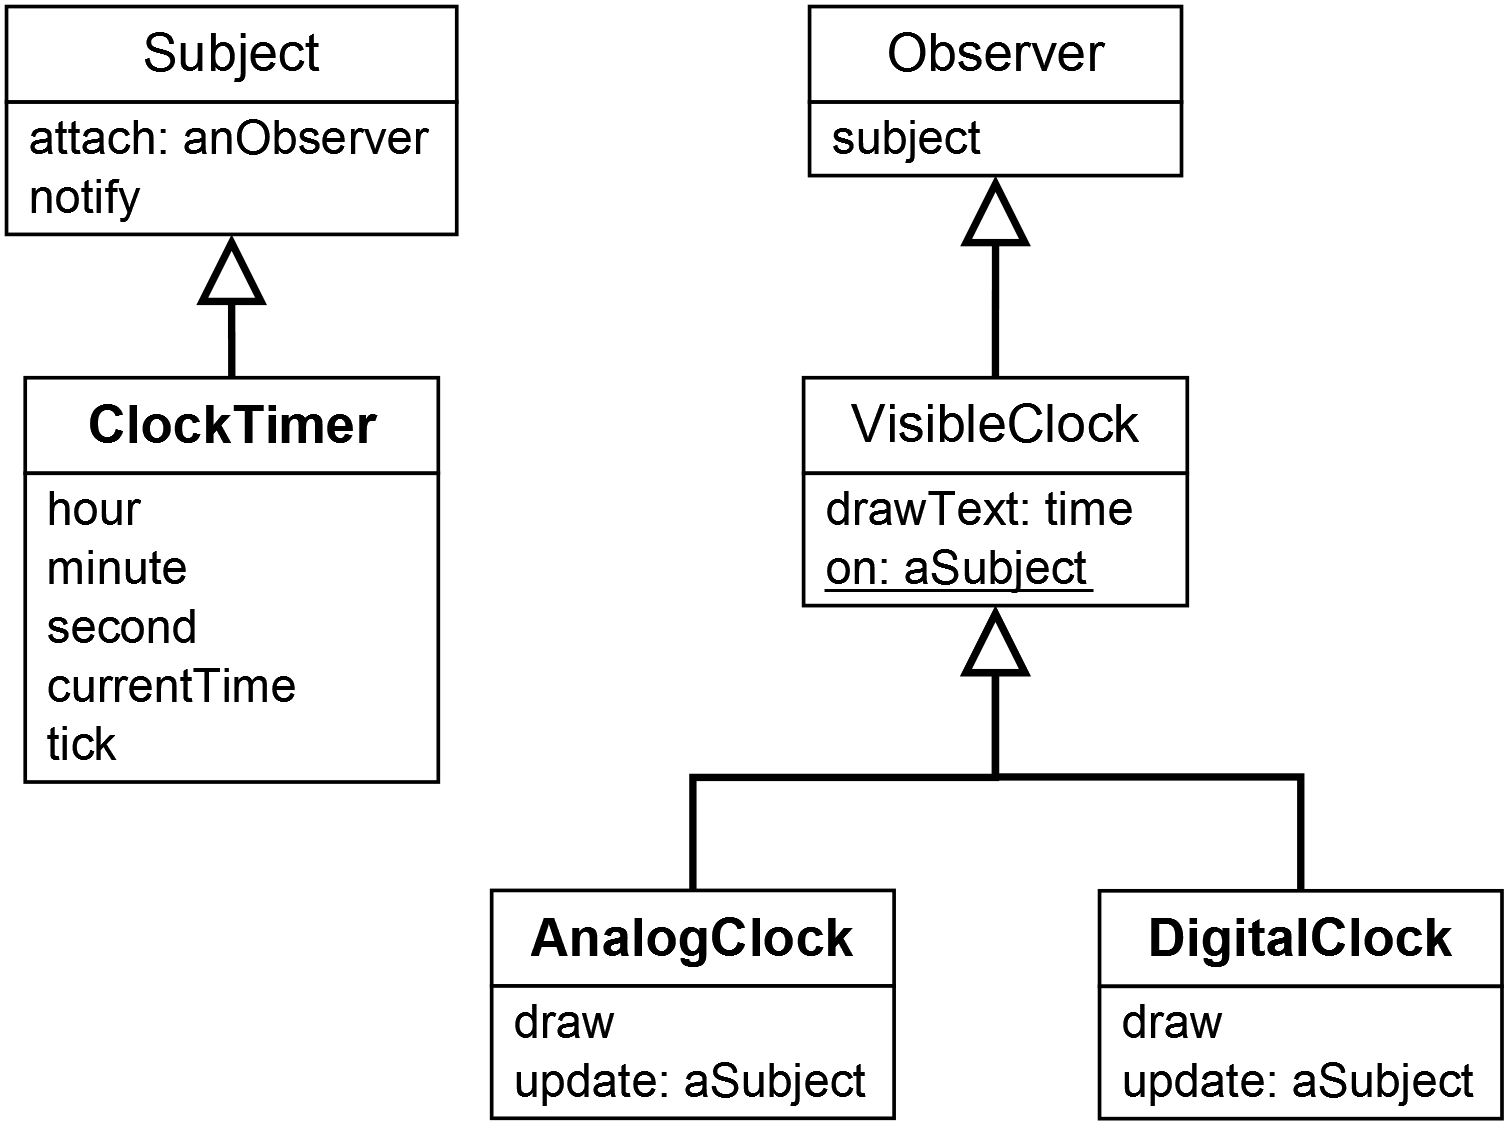 Subject
attach: anObserver
notify
Observer
subject
ClockTimer
hour
minute
second
currentTime
tick
VisibleClock
drawText: time
on: aSubject
AnalogClock
draw
update: aSubject
DigitalClock
draw
update: aSubject